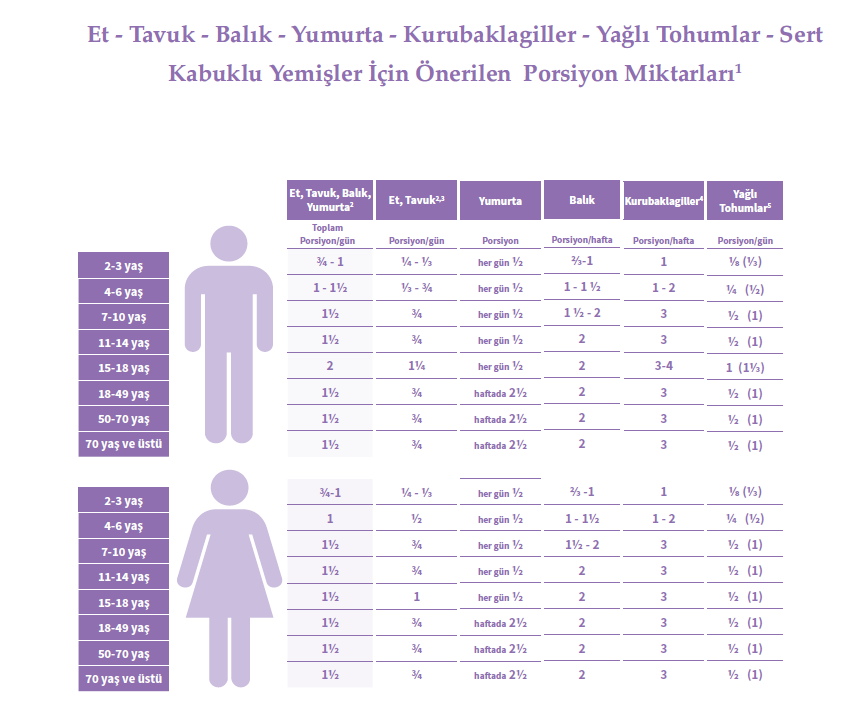 Et - Tavuk - Balık - Yumurta - Kurubaklagiller - Yağlı Tohumlar - Sert
Kabuklu Yemişler İçin Önerilen Porsiyon Miktarları¹
Et, Tavuk, Balık, Yumurta² Et, Tavuk²,³ Yumurta Balık Kurubaklagiller⁴ Yağlı Tohumlar⁵
Toplam Porsiyon/gün Porsiyon/gün Porsiyon Porsiyon/hafta Porsiyon/hafta Porsiyon/gün
2-3 yaş ¾ - 1 ¼ - ⅓ her gün ½ ⅔-1 1 ⅛ (⅓)
4-6 yaş 1 - 1½ ⅓ - ¾ her gün ½ 1 - 1 ½ 1 - 2 ¼ (½)
7-10 yaş 1½ ¾ her gün ½ 1 ½ - 2 3 ½ (1)
11-14 yaş 1½ ¾ her gün ½ 2 3 ½ (1)
15-18 yaş 2 1¼ her gün ½ 2 3-4 1 (1⅓)
18-49 yaş 1½ ¾ haftada 2½ 2 3 ½ (1)
50-70 yaş 1½ ¾ haftada 2½ 2 3 ½ (1)
70 yaş ve üstü 1½ ¾ haftada 2½ 2 3 ½ (1)
2-3 yaş ¾-1 ¼ - ⅓ her gün ½ ⅔ -1 1 ⅛ (⅓)
4-6 yaş 1 ½ her gün ½ 1 - 1½ 1 - 2 ¼ (½)
7-10 yaş 1½ ¾ her gün ½ 1½ - 2 3 ½ (1)
11-14 yaş 1½ ¾ her gün ½ 2 3 ½ (1)
15-18 yaş 1½ 1 her gün ½ 2 3 ½ (1)
18-49 yaş 1½ ¾ haftada 2½ 2 3 ½ (1)
50-70 yaş 1½ ¾ haftada 2½ 2 3 ½ (1)
70 yaş ve üstü 1½ ¾ haftada 2½ 2 3 ½ (1)